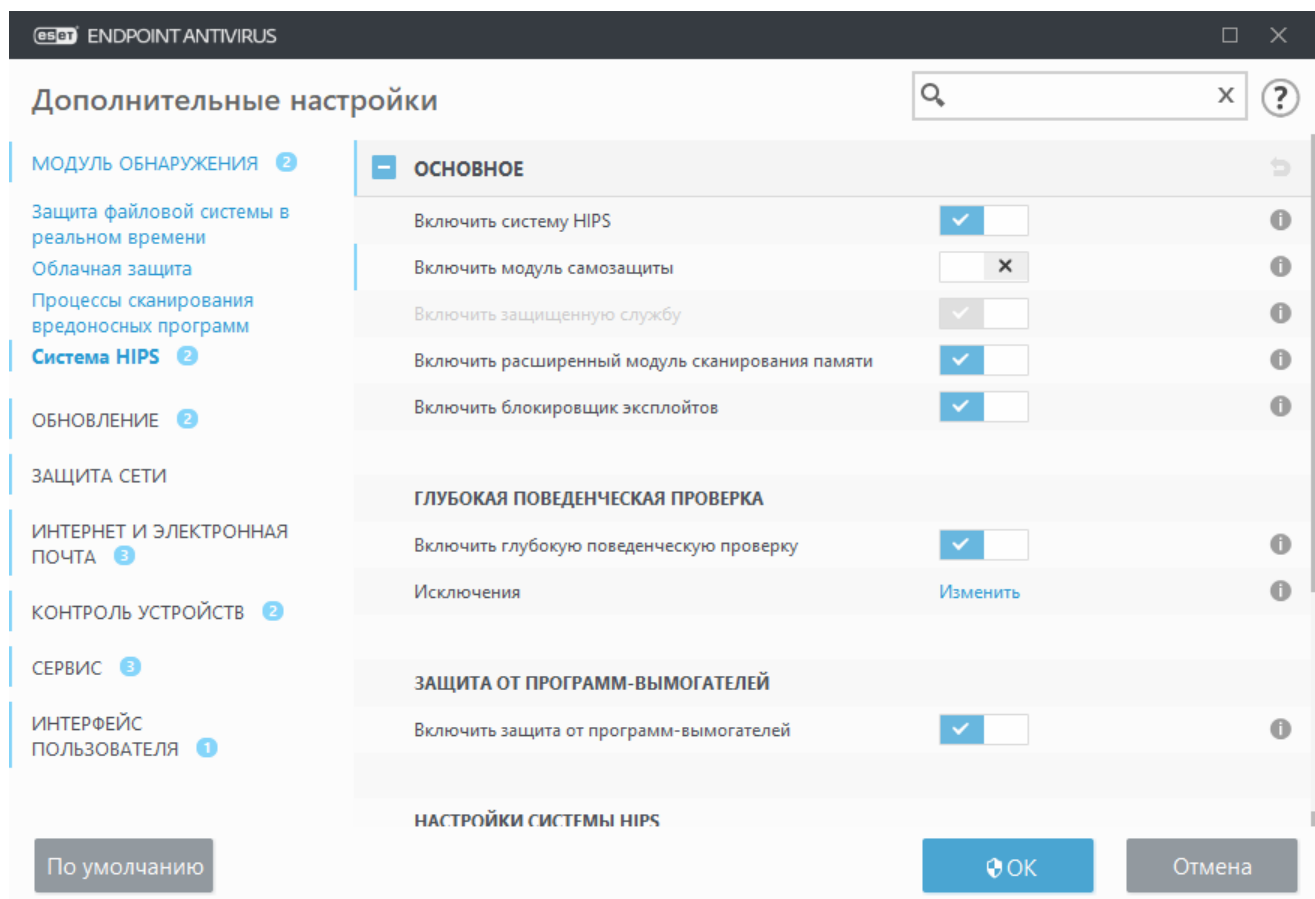 eset ENDPOINT ANTIVIRUS
Дополнительные настройки
X
?
МОДУЛЬ ОБНАРУЖЕНИЯ 2
Защита файловой системы в
реальном времени
Облачная защита
Процессы сканирования
вредоносных программ
Система HIPS 2
ОБНОВЛЕНИЕ 2
ЗАЩИТА СЕТИ
ИНТЕРНЕТ И ЭЛЕКТРОННАЯ
ПОЧТА 3
КОНТРОЛЬ УСТРОЙСТВ 2
СЕРВИС 3
ИНТЕРФЕЙС
ПОЛЬЗОВАТЕЛЯ 1
ОСНОВНОЕ
Включить систему HIPS
Включить модуль самозащиты
Включить защищенную службу
Включить расширенный модуль сканирования памяти
Включить блокировщик эксплойтов
ГЛУБОКАЯ ПОВЕДЕНЧЕСКАЯ ПРОВЕРКА
Включить глубокую поведенческую проверку
Исключения Изменить
ЗАЩИТА ОТ ПРОГРАММ-ВЫМОГАТЕЛЕЙ
Включить защита от программ-вымогателей
НАСТРОЙКИ СИСТЕМЫ HIPS
По умолчанию
OK
Отмена